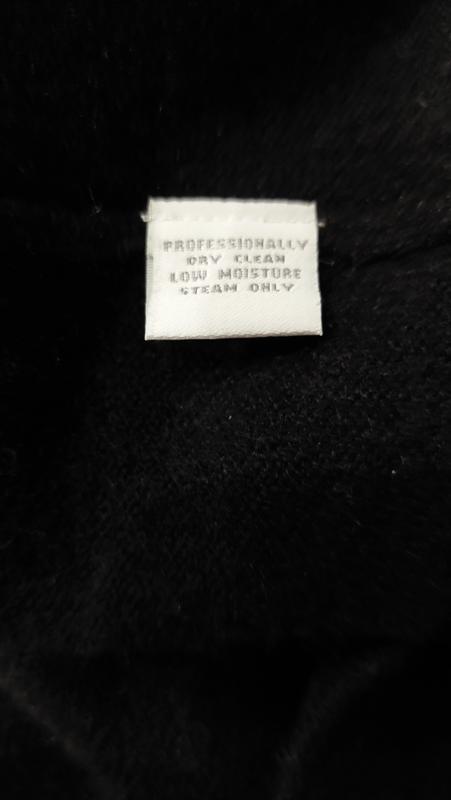 PROFESSIONALLY
DRY CLEAN
LOW MOISTURE
STEAM ONLY